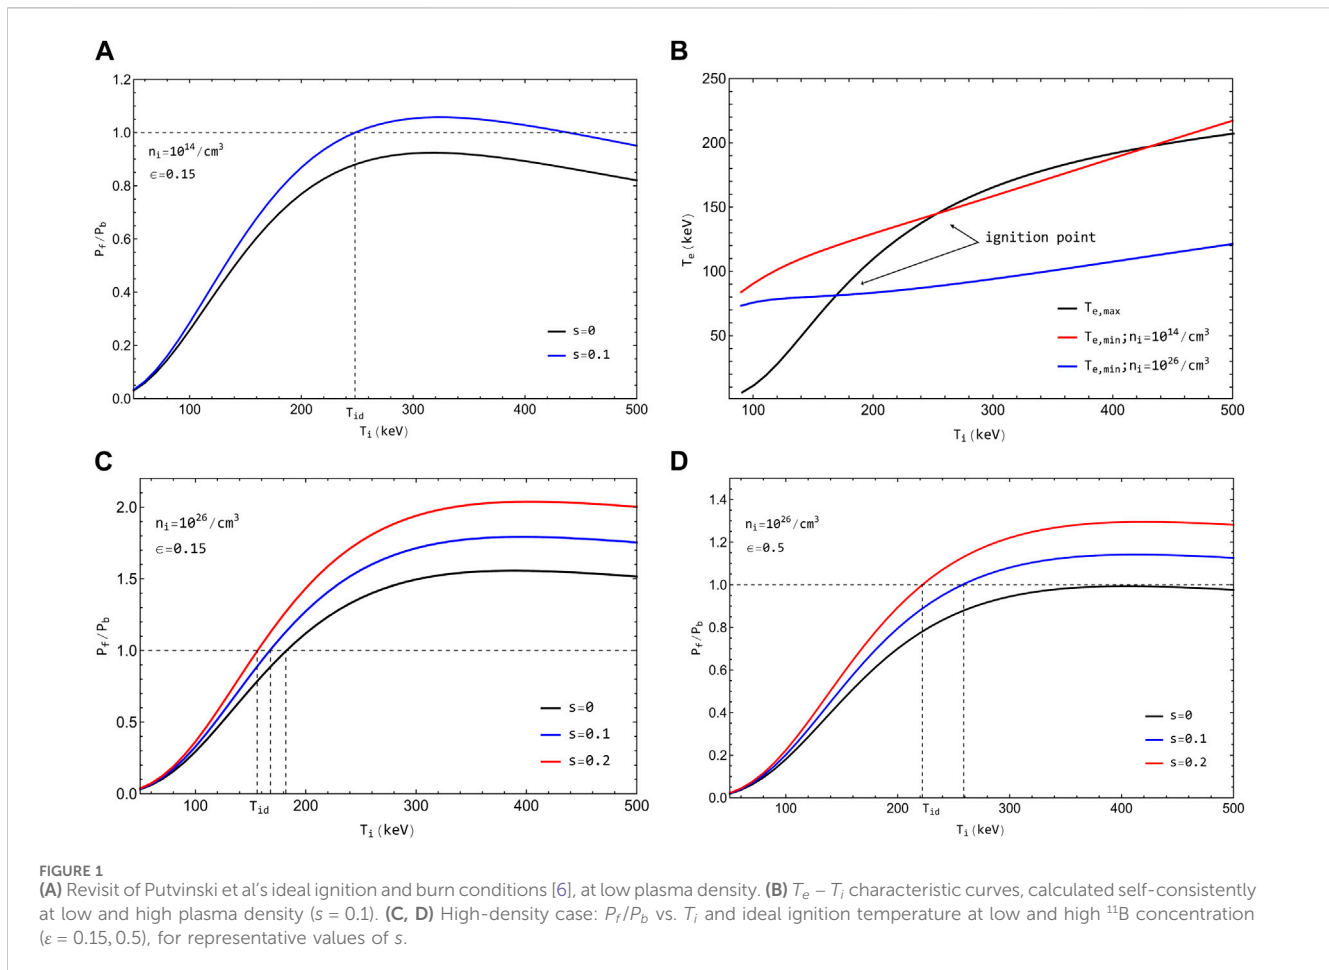 A
P_f/P_b
1.2
1.0
0.8
0.6
0.4
0.2
0.0
n_i=10^14/cm^3
ϵ=0.15
s=0
s=0.1
100
200
T_id
300
400
500
T_i(keV)
B
T_e(keV)
250
200
150
100
50
ignition point
T_e,max
T_e,min;n_i=10^14/cm^3
T_e,min;n_i=10^26/cm^3
100
200
300
400
500
T_i(keV)
C
P_f/P_b
2.0
1.5
1.0
0.5
0.0
n_i=10^26/cm^3
ϵ=0.15
s=0
s=0.1
s=0.2
100
T_id
200
300
400
500
T_i(keV)
D
P_f/P_b
1.4
1.2
1.0
0.8
0.6
0.4
0.2
0.0
n_i=10^26/cm^3
ϵ=0.5
s=0
s=0.1
s=0.2
100
200
T_id
300
400
500
T_i(keV)
FIGURE 1
(A) Revisit of Putvinski et al's ideal ignition and burn conditions [6], at low plasma density. (B) T_e – T_i characteristic curves, calculated self-consistently
at low and high plasma density (s = 0.1). (C, D) High-density case: P_f/P_b vs. T_i and ideal ignition temperature at low and high ^11B concentration
(ε = 0.15, 0.5), for representative values of s.